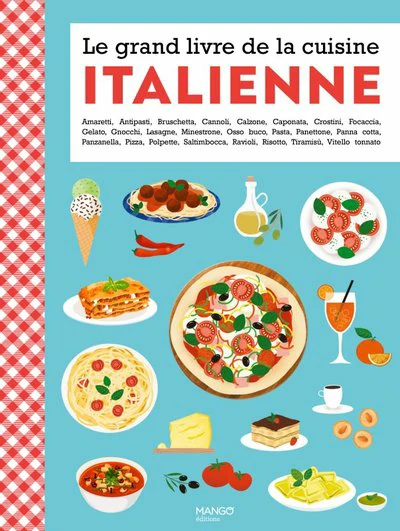 Le grand livre de la cuisine
ITALIENNE
Amaretti, Antipasti, Bruschetta, Cannoli, Calzone, Caponata, Crostini, Focaccia,
Gelato, Gnocchi, Lasagne, Minestrone, Osso buco, Pasta, Panettone, Panna cotta,
Panzanella, Pizza, Polpette, Saltimbocca, Ravioli, Risotto, Tiramisù, Vitello tonnato
MANGO
éditions